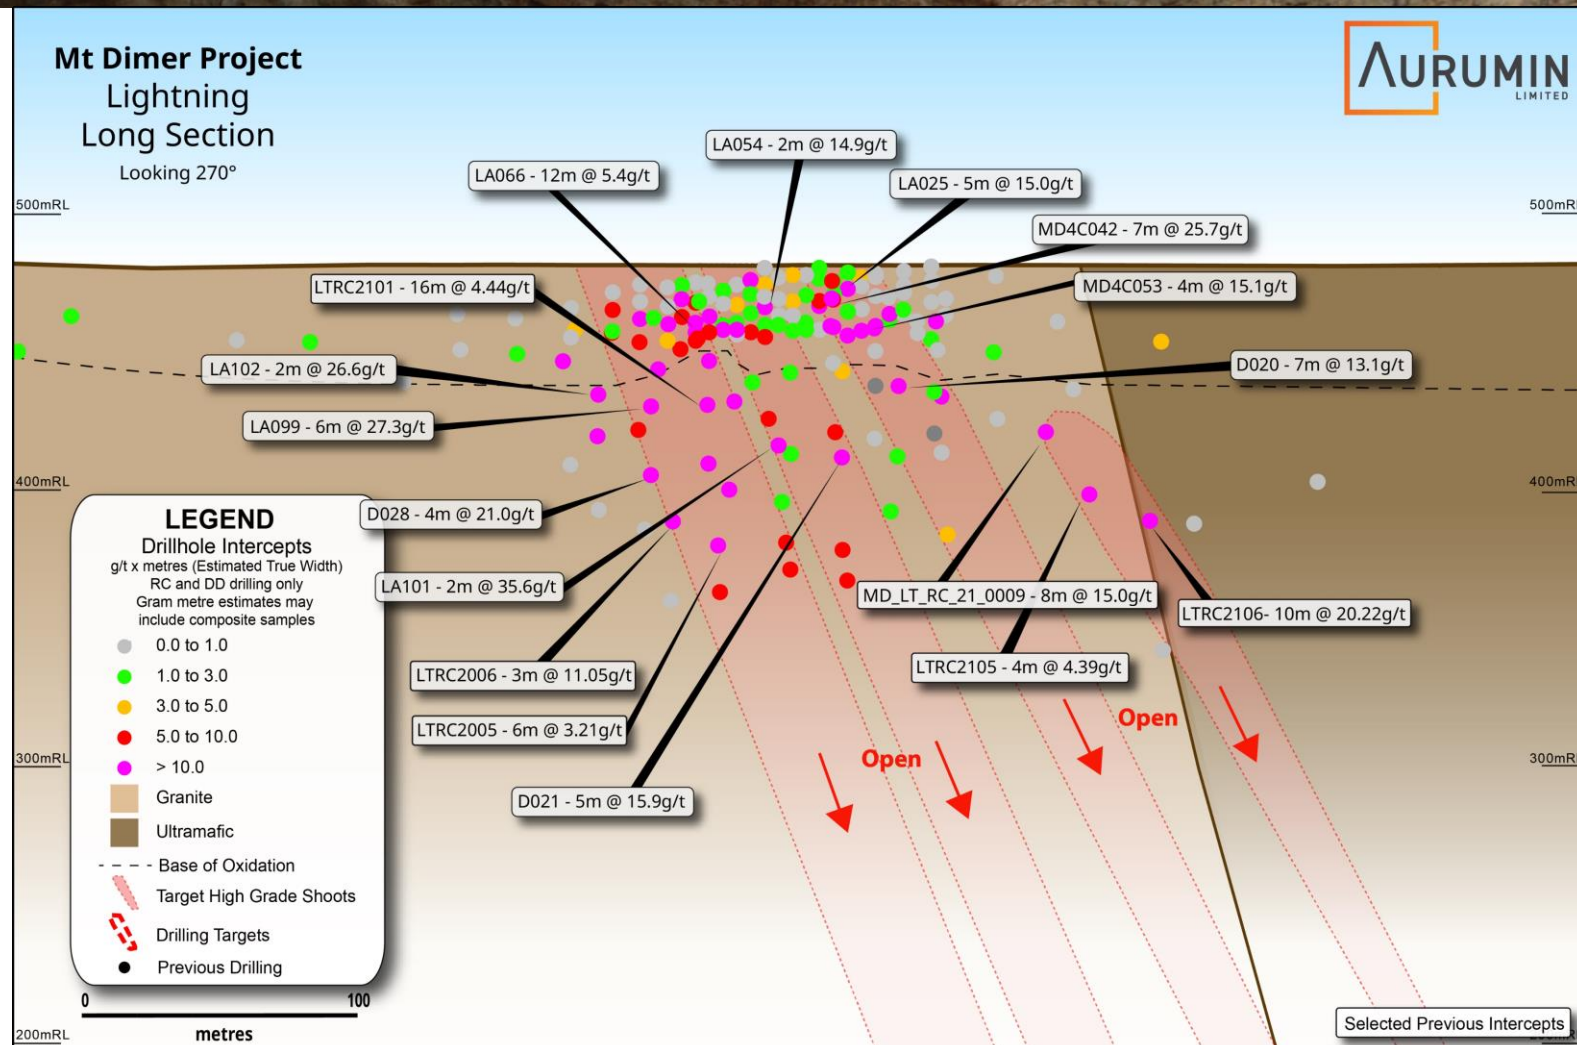 Mt Dimer Project
Lightning
Long Section
Looking 270°
AURUMIN
LIMITED
500mRL
500mRL
LA054 - 2m @ 14.9g/t
LA066 - 12m @ 5.4g/t
LA025 - 5m @ 15.0g/t
MD4C042 - 7m @ 25.7g/t
LTRC2101 - 16m @ 4.44g/t
MD4C053 - 4m @ 15.1g/t
LA102 - 2m @ 26.6g/t
D020 - 7m @ 13.1g/t
LA099 - 6m @ 27.3g/t
400mRL
400mRL
D028 - 4m @ 21.0g/t
LA101 - 2m @ 35.6g/t
MD_LT_RC_21_0009 - 8m @ 15.0g/t
LTRC2106- 10m @ 20.22g/t
LTRC2006 - 3m @ 11.05g/t
LTRC2105 - 4m @ 4.39g/t
LTRC2005 - 6m @ 3.21g/t
Open
Open
300mRL
300mRL
D021 - 5m @ 15.9g/t
LEGEND
Drillhole Intercepts
g/t x metres (Estimated True Width)
RC and DD drilling only
Gram metre estimates may
include composite samples
0.0 to 1.0
1.0 to 3.0
3.0 to 5.0
5.0 to 10.0
> 10.0
Granite
Ultramafic
Base of Oxidation
Target High Grade Shoots
Drilling Targets
Previous Drilling
0 100
metres
200mRL
Selected Previous Intercepts